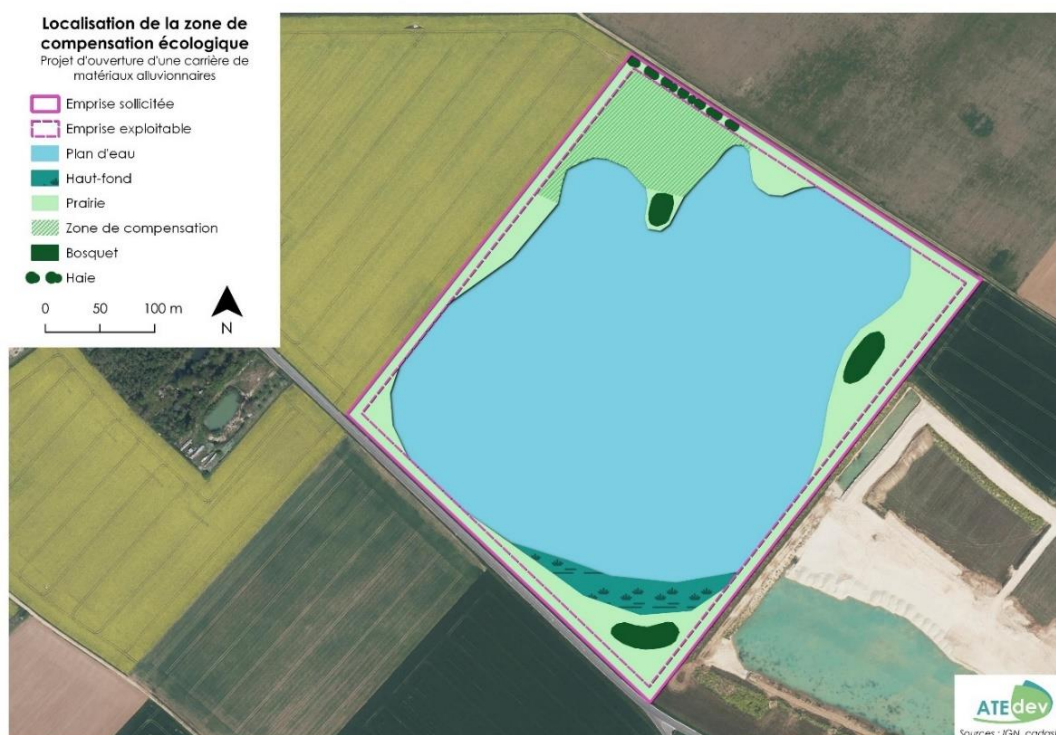 Localisation de la zone de
compensation écologique
Projet d'ouverture d'une carrière de
matériaux alluvionnaires
Emprise sollicitée
Emprise exploitable
Plan d'eau
Haut-fond
Prairie
Zone de compensation
Bosquet
Haie
0 50 100 m
N
ATEdev
Sources : IGN, cadas